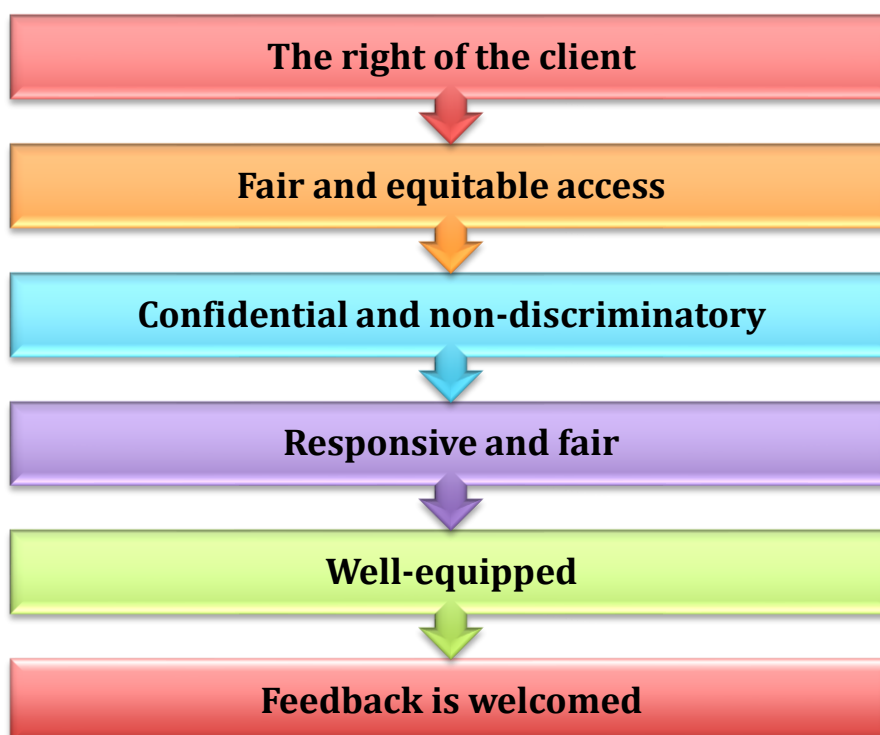 The right of the client
Fair and equitable access
Confidential and non-discriminatory
Responsive and fair
Well-equipped
Feedback is welcomed